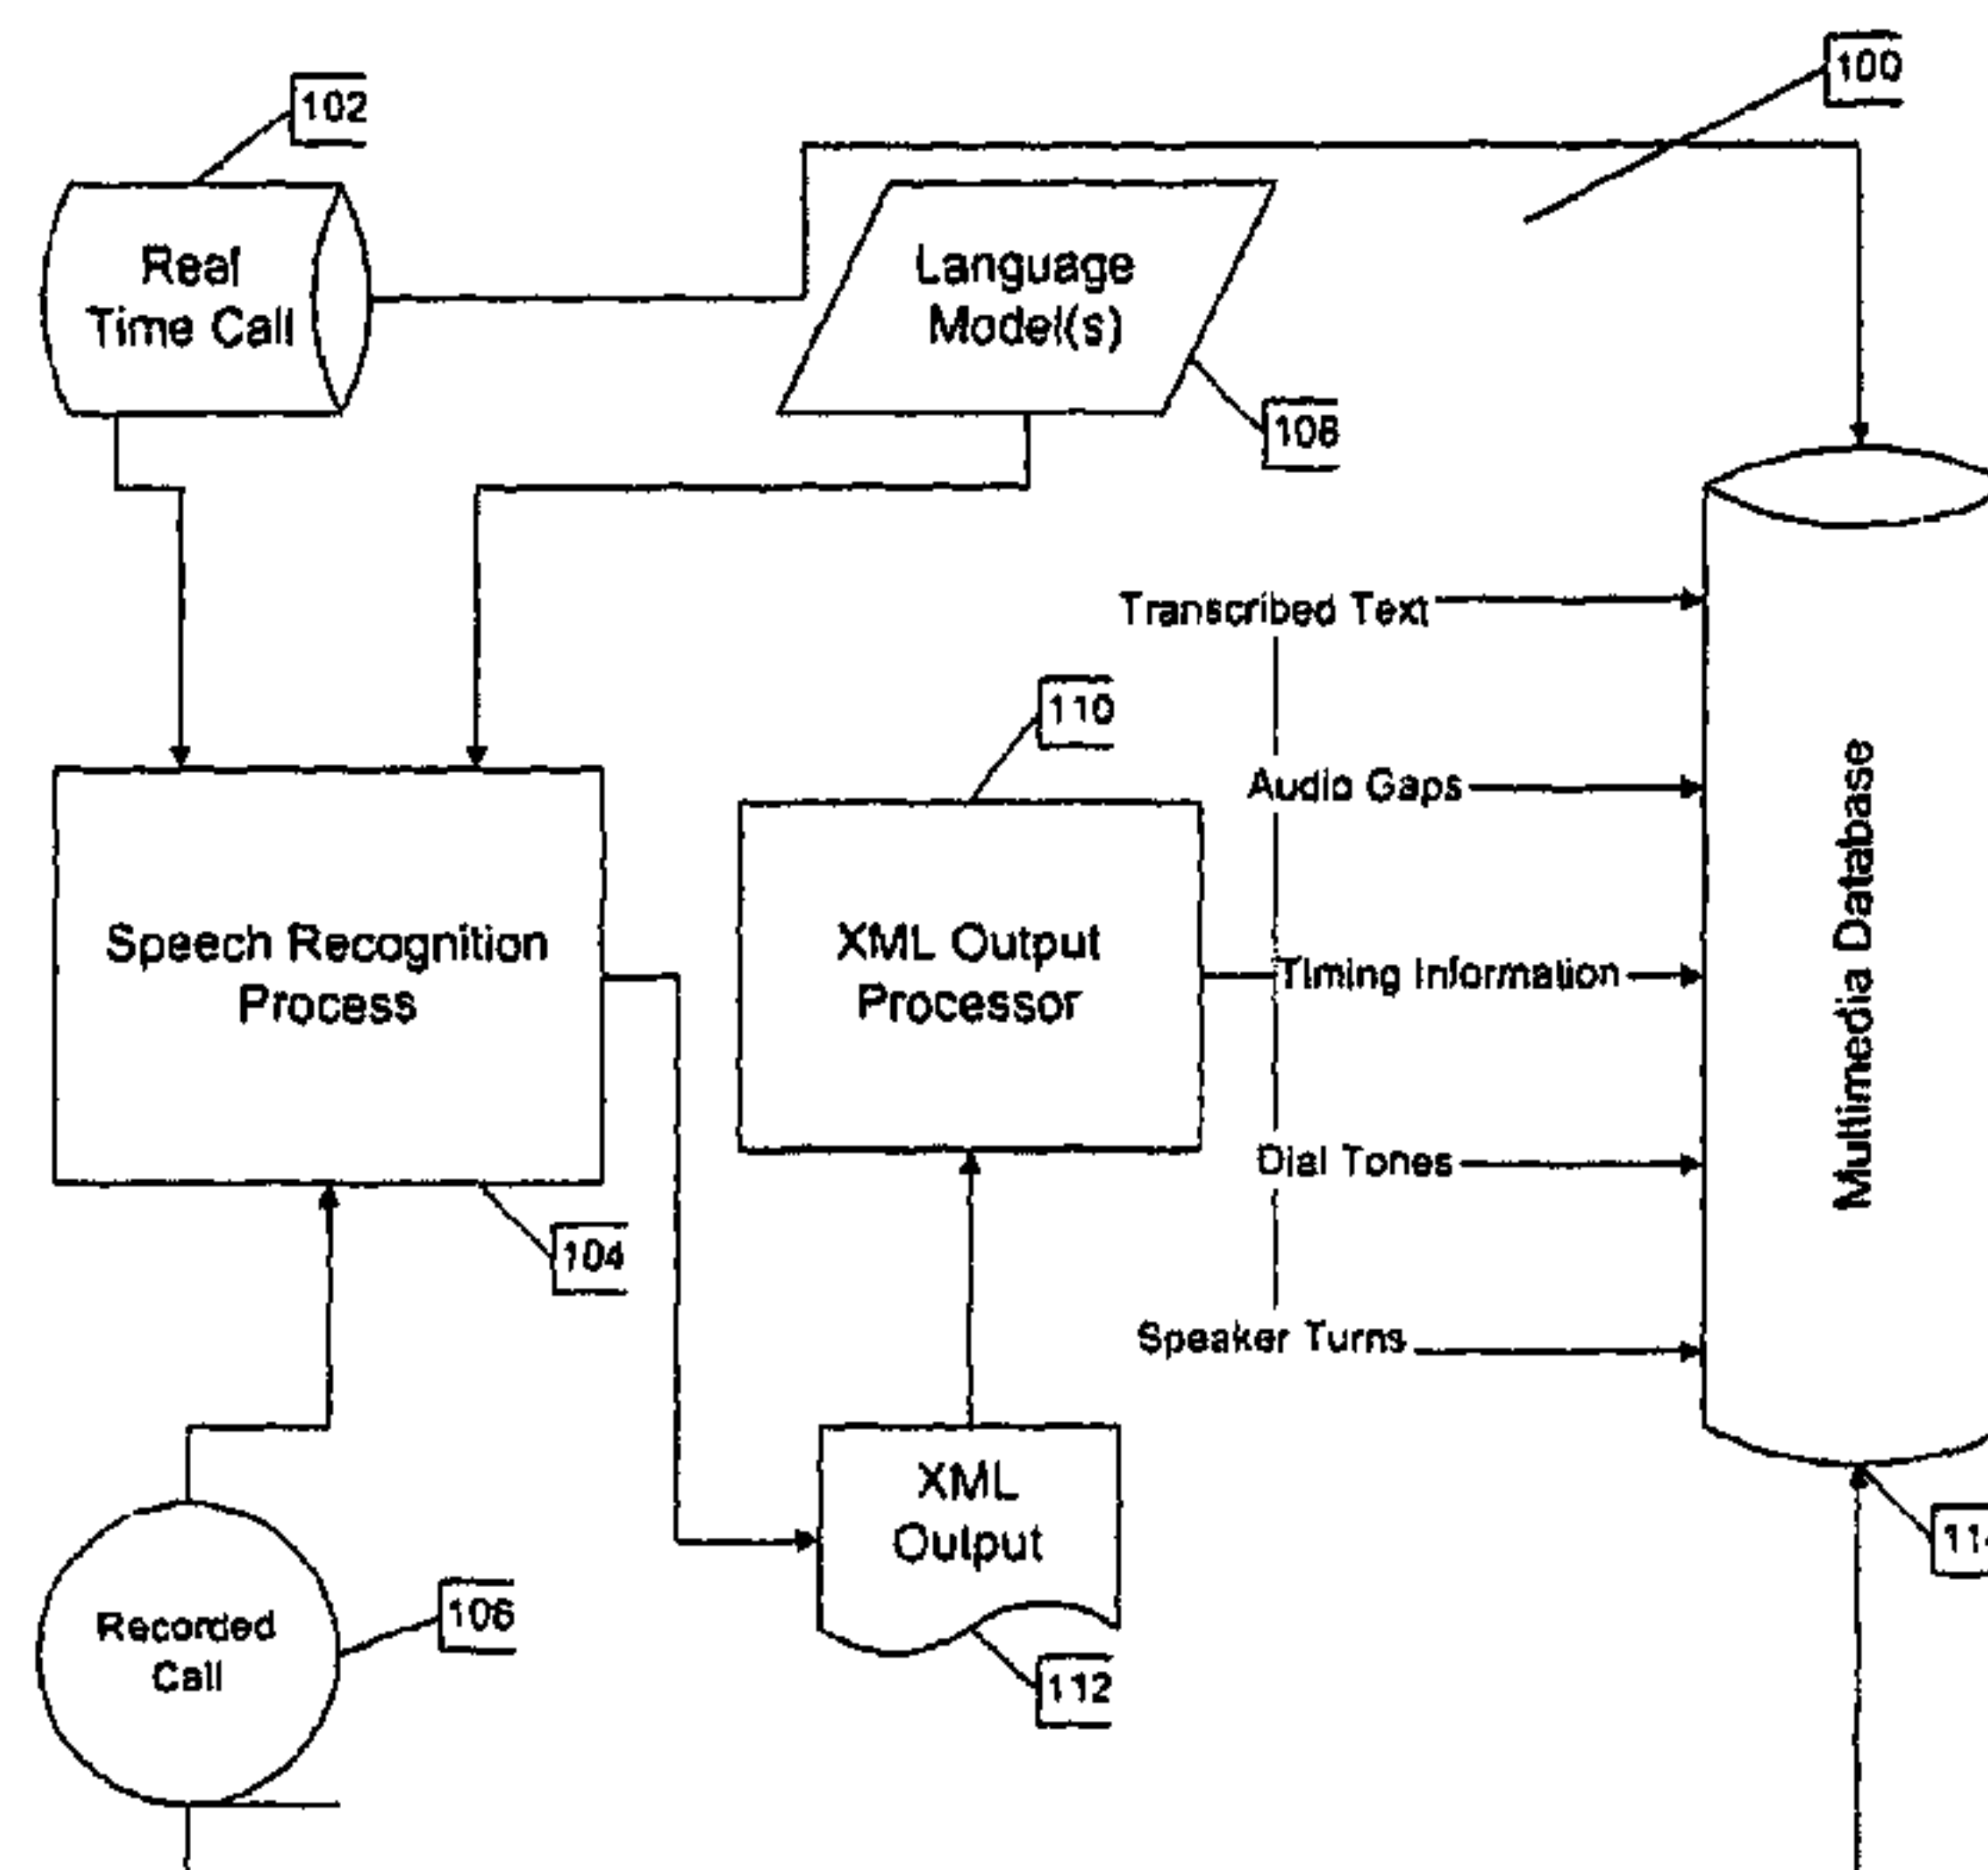 100
102
Real
Time Call
Language
Model(s)
108
Transcribed Text
110
Audio Gaps
Multimedia Database
Speech Recognition
Process
XML Output
Processor
Timing Information
Dial Tones
104
Speaker Turns
XML
Output
106
Recorded
Call
112